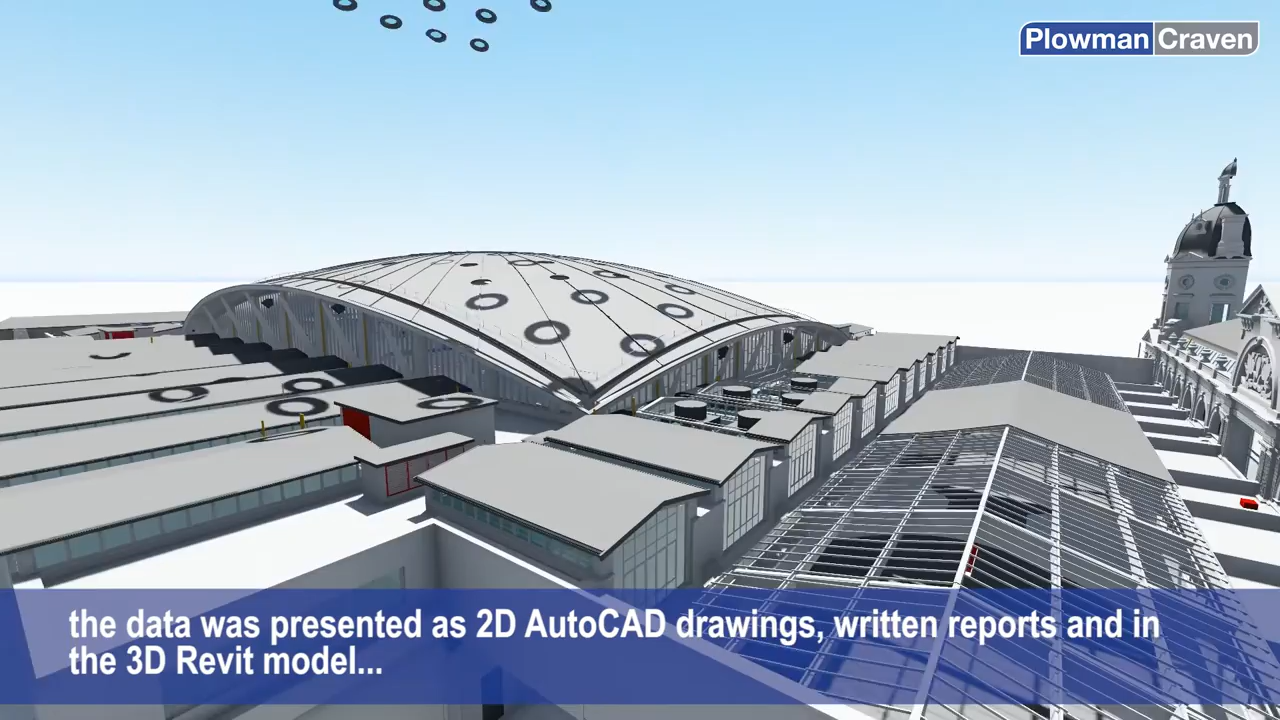 Plowman Craven
the data was presented as 2D AutoCAD drawings, written reports and in
the 3D Revit model...